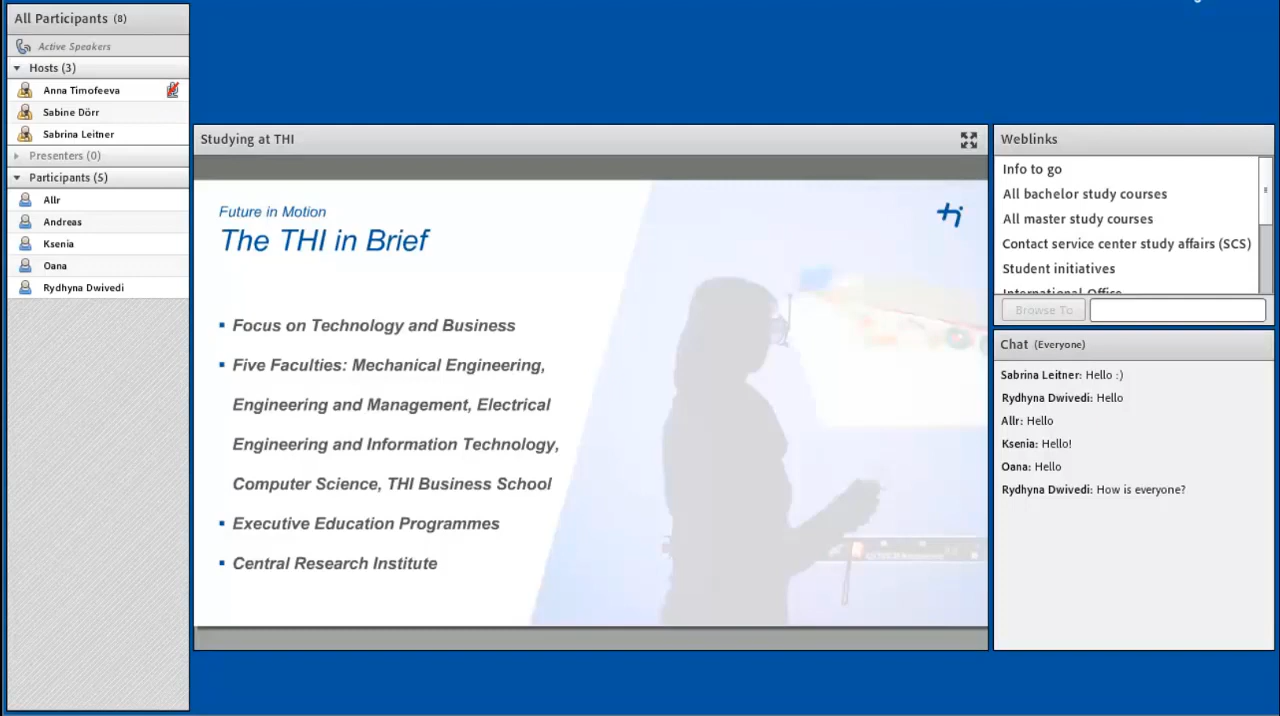 All Participants (8)
Active Speakers
Hosts (3)
Anna Timofeeva
Sabine Dörr
Sabrina Leitner
Presenters (0)
Participants (5)
Allr
Andreas
Ksenia
Oana
Rydhyna Dwivedi
Studying at THI
Future in Motion
The THI in Brief
Focus on Technology and Business
Five Faculties: Mechanical Engineering,
Engineering and Management, Electrical
Engineering and Information Technology,
Computer Science, THI Business School
Executive Education Programmes
Central Research Institute
Weblinks
Info to go
All bachelor study courses
All master study courses
Contact service center study affairs (SCS)
Student initiatives
International Office
Browse To
Chat (Everyone)
Sabrina Leitner: Hello :)
Rydhyna Dwivedi: Hello
Allr: Hello
Ksenia: Hello!
Oana: Hello
Rydhyna Dwivedi: How is everyone?